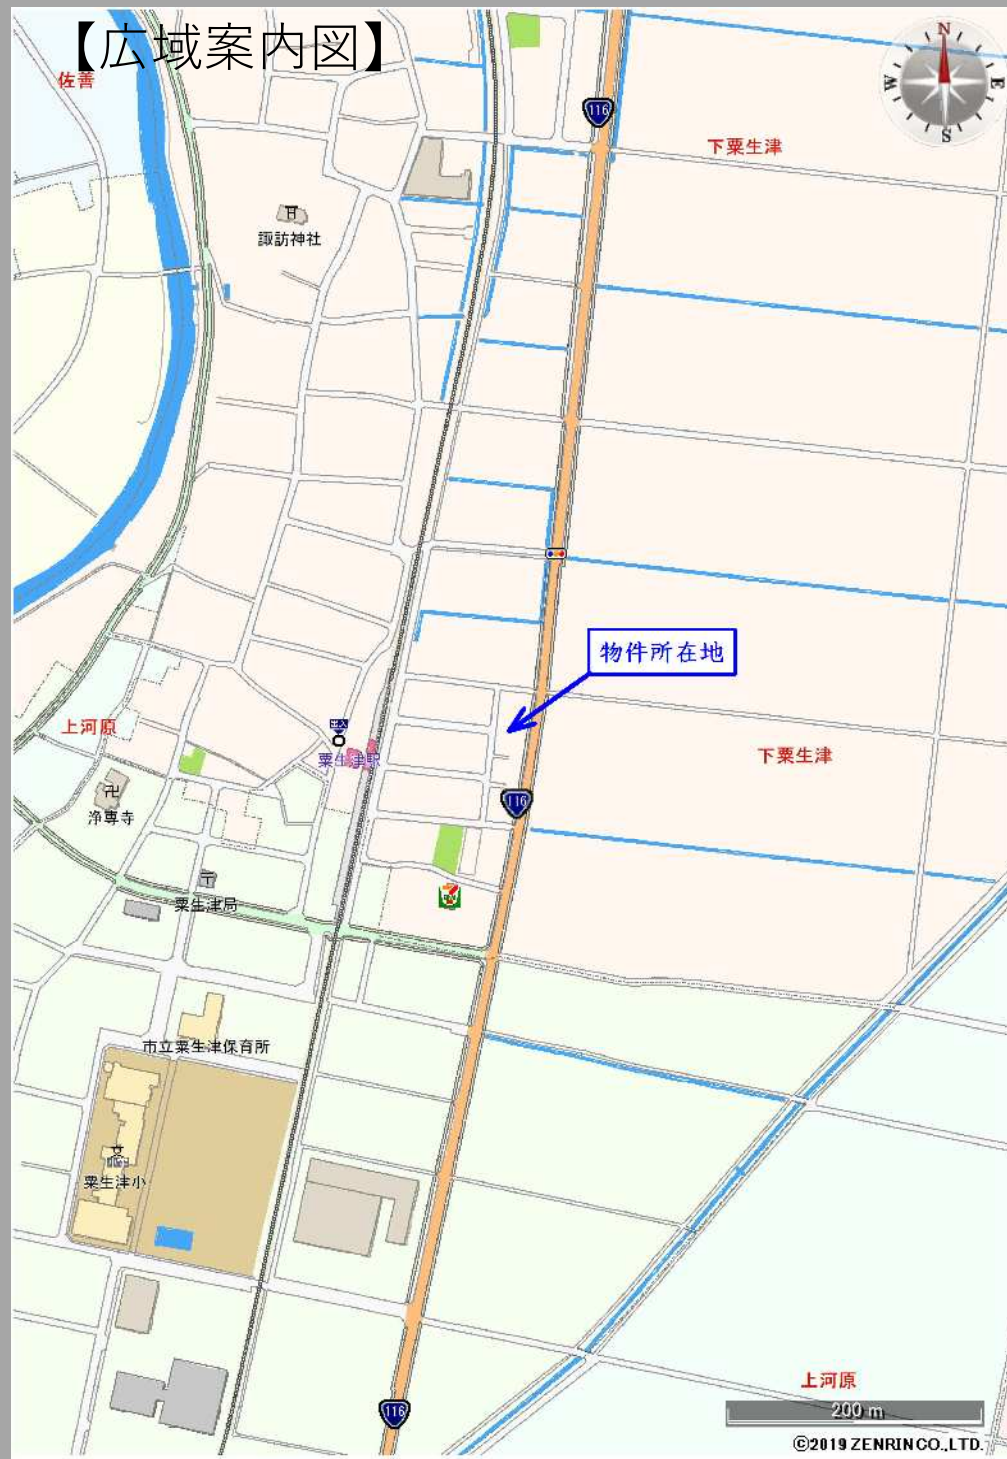 【広域案内図】
佐善
N
W
E
S
116
下粟生津
諏訪神社
物件所在地
上河原
粟生津駅
下粟生津
116
浄専寺
粟生津局
市立粟生津保育所
文
粟生津小
上河原
200 m
116
©2019 ZENRIN CO.,LTD.